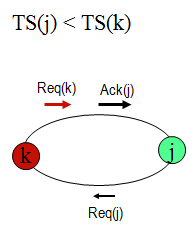 TS(j) < TS(k)
Req(k) Ack(j)
k j
Req(j)